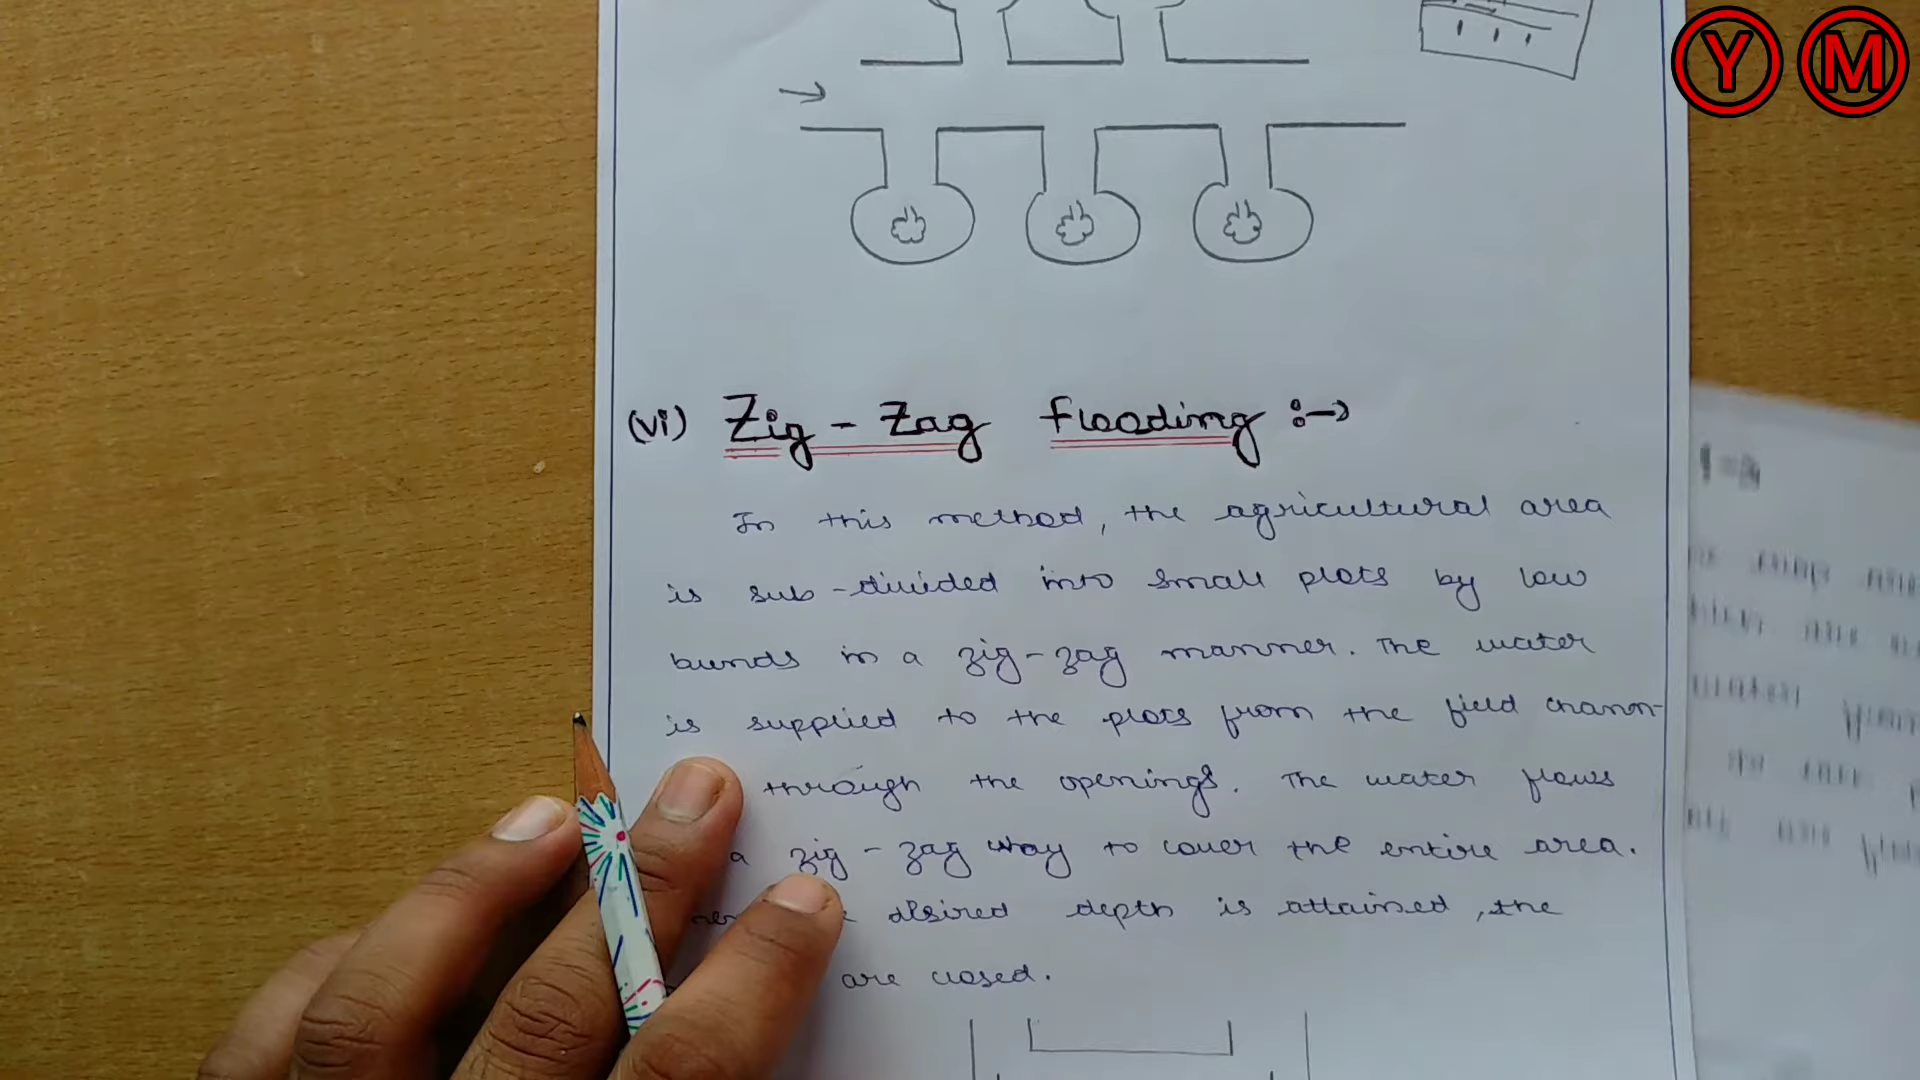 Y M
(vi) Zig - Zag Flooding :→
In this method, the agricultural area
is sub-divided into small plots by low
bunds in a zig-zag manner. The water
is supplied to the plots from the field chann-
through the openings. The water flows
a zig-zag way to cover the entire area.
desired depth is attained, the
are closed.